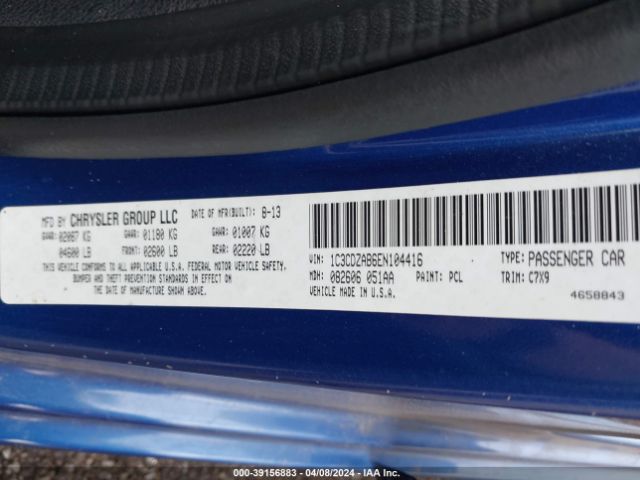 MFD BY CHRYSLER GROUP LLC DATE OF MFR(BUILT): 8-13
GVWR: 02087 KG GAWR: 01180 KG GAWR: 01007 KG
04600 LB FRONT: 02600 LB REAR: 02220 LB
THIS VEHICLE CONFORMS TO ALL APPLICABLE U.S.A. FEDERAL MOTOR VEHICLE SAFETY,
BUMPER AND THEFT PREVENTION STANDARDS IN EFFECT ON
THE DATE OF MANUFACTURE SHOWN ABOVE.
VIN: 1C3CDZAB6EN104416 TYPE: PASSENGER CAR
MDH: 082606 051AA PAINT: PCL TRIM: C7X9
VEHICLE MADE IN U.S.A. 4658843
000-39156883 - 04/08/2024 - IAA Inc.